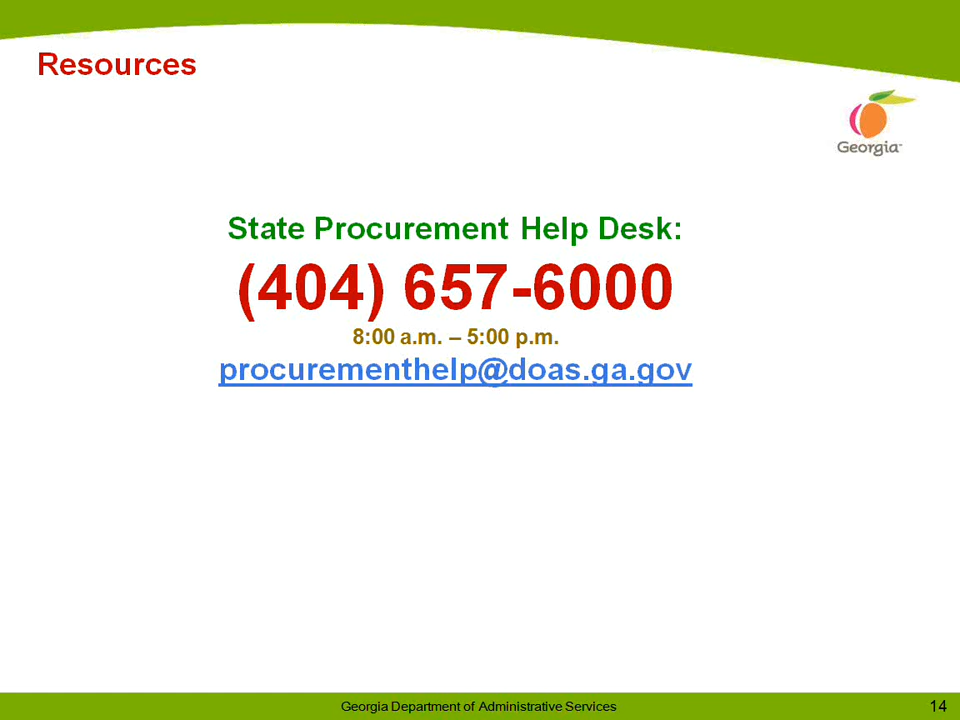 Resources
Georgia™
State Procurement Help Desk:
(404) 657-6000
8:00 a.m. – 5:00 p.m.
procurementhelp@doas.ga.gov
Georgia Department of Administrative Services
14